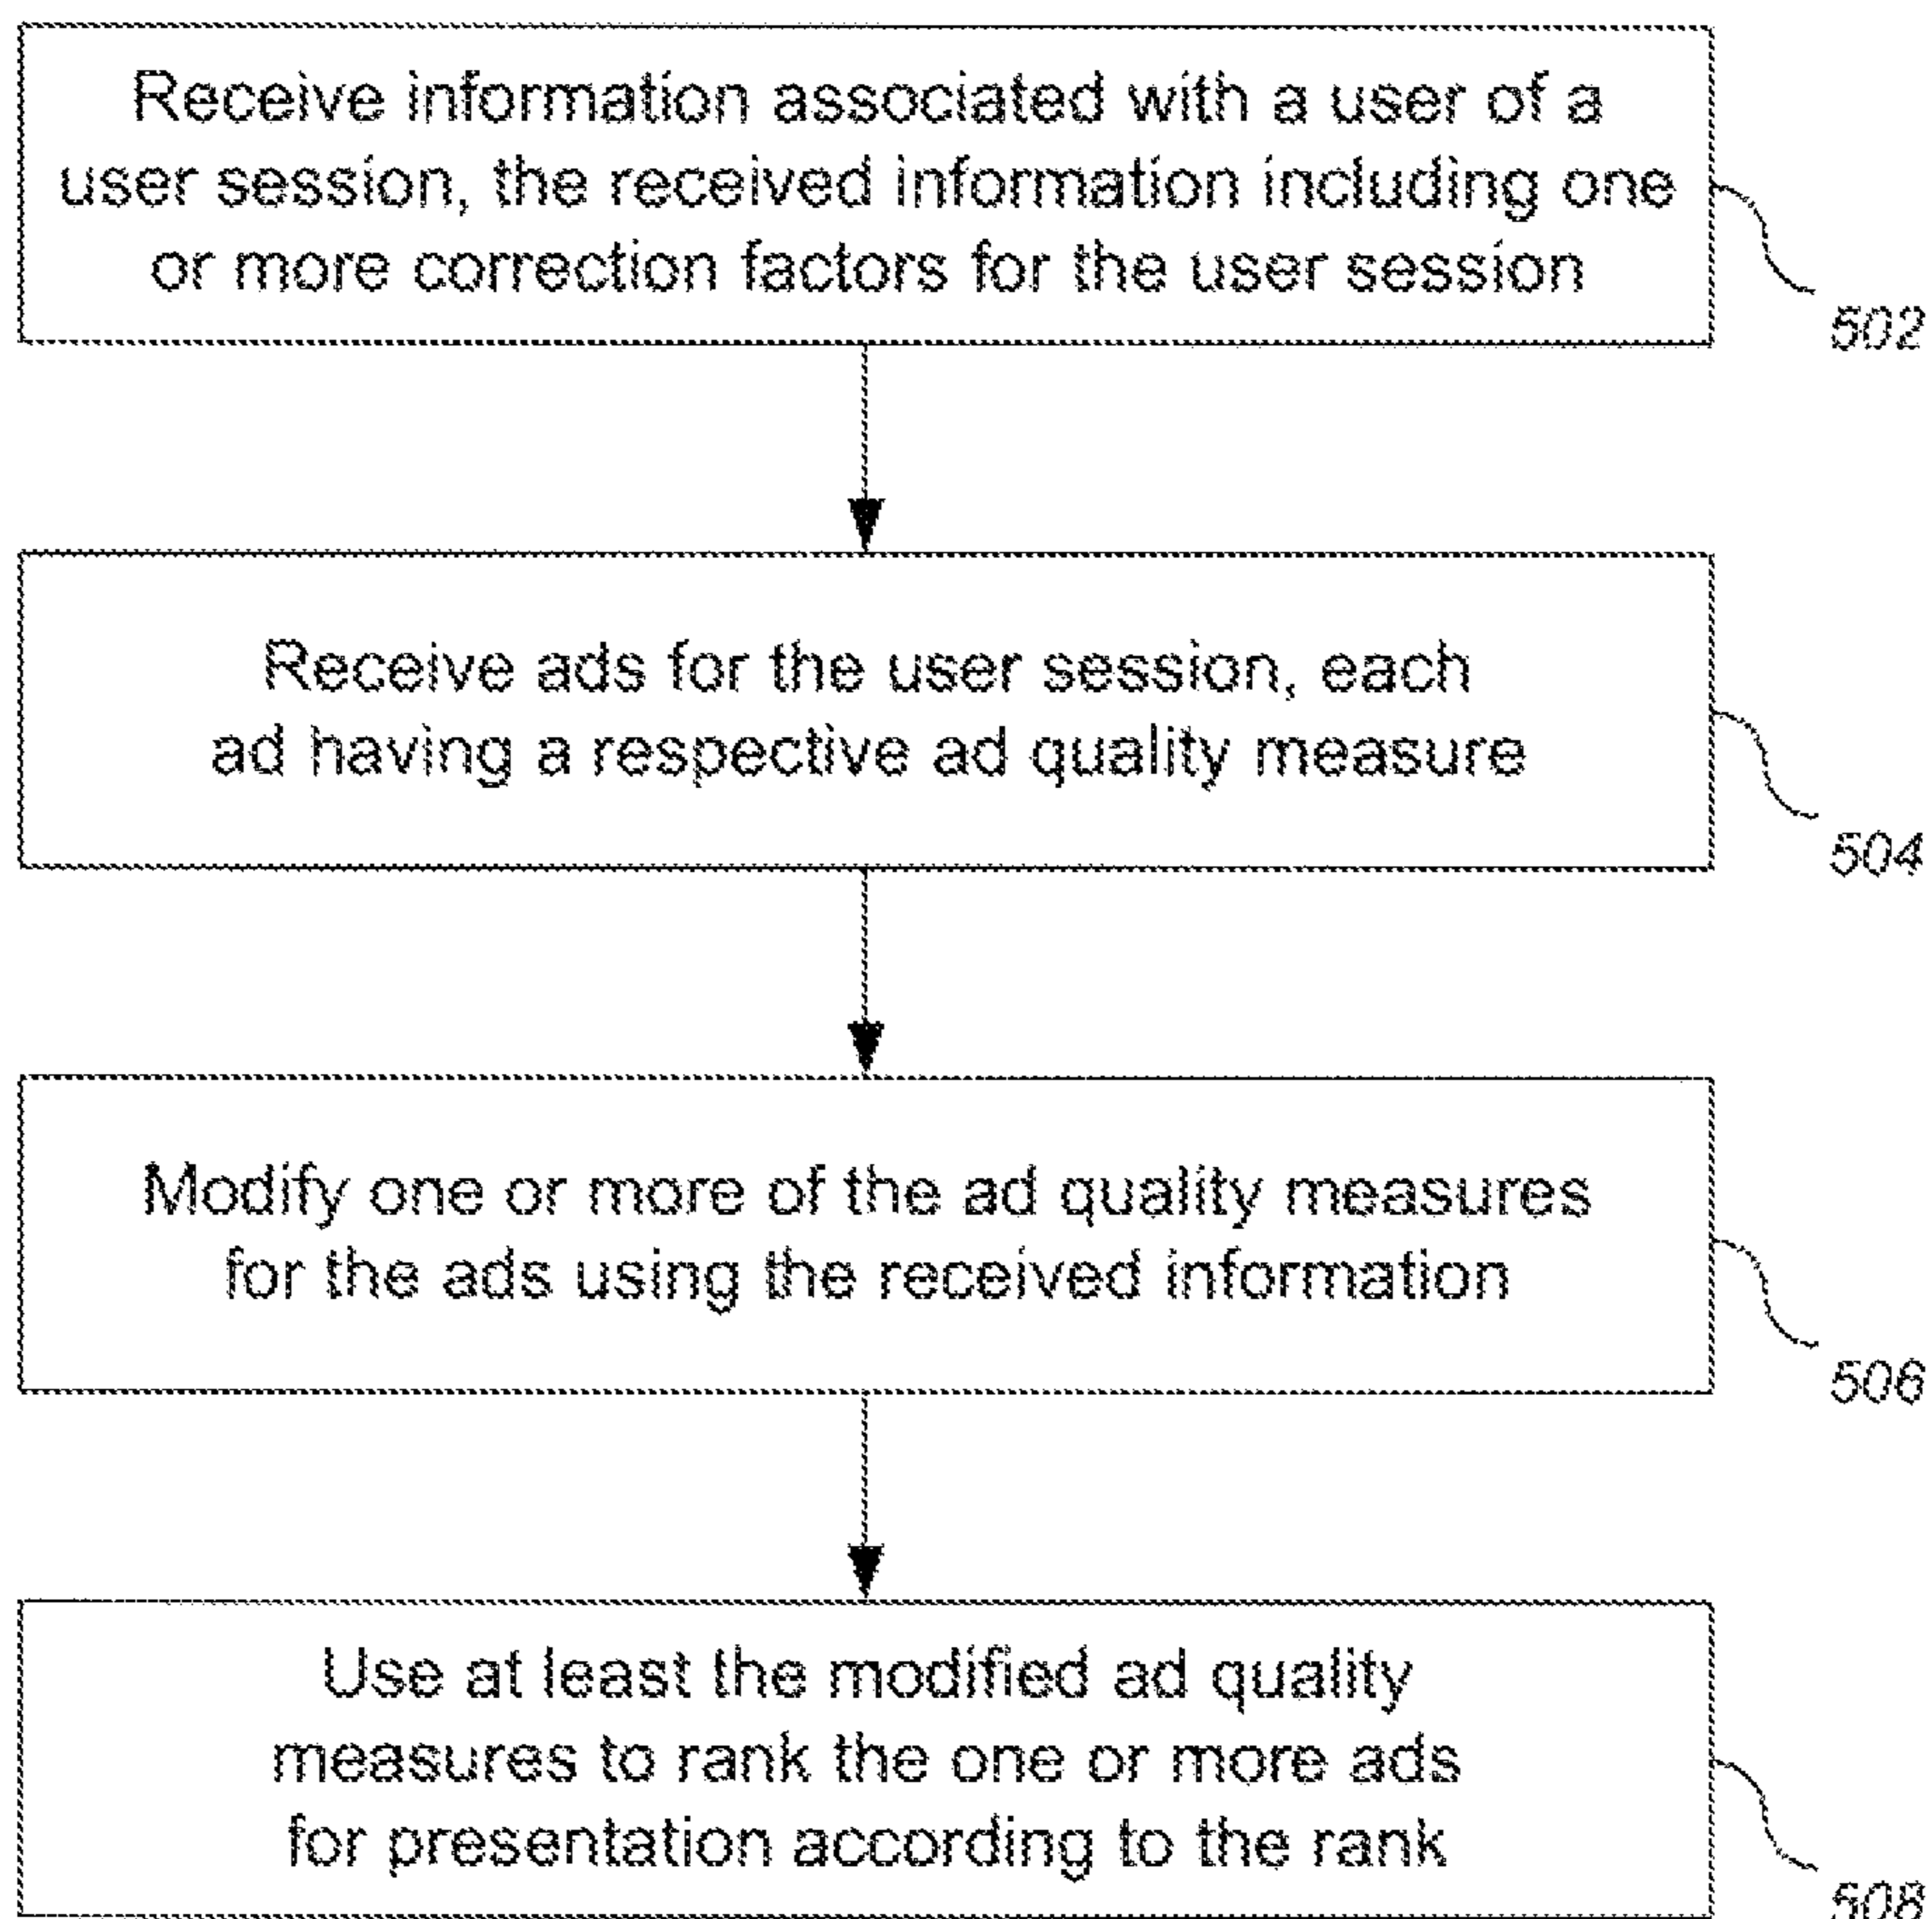 Receive information associated with a user of a
user session, the received information including one
or more correction factors for the user session
502
Receive ads for the user session, each
ad having a respective ad quality measure
504
Modify one or more of the ad quality measures
for the ads using the received information
506
Use at least the modified ad quality
measures to rank the one or more ads
for presentation according to the rank
508